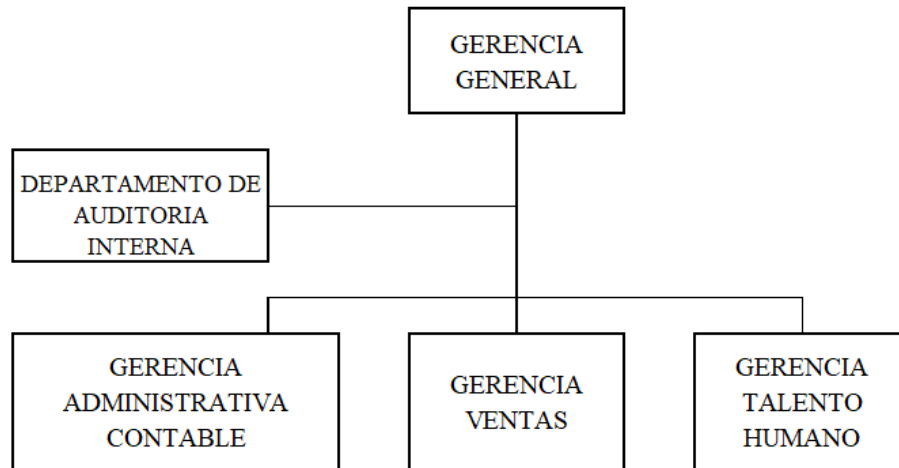 GERENCIA
GENERAL
DEPARTAMENTO DE
AUDITORIA
INTERNA
GERENCIA
ADMINISTRATIVA
CONTABLE
GERENCIA
VENTAS
GERENCIA
TALENTO
HUMANO